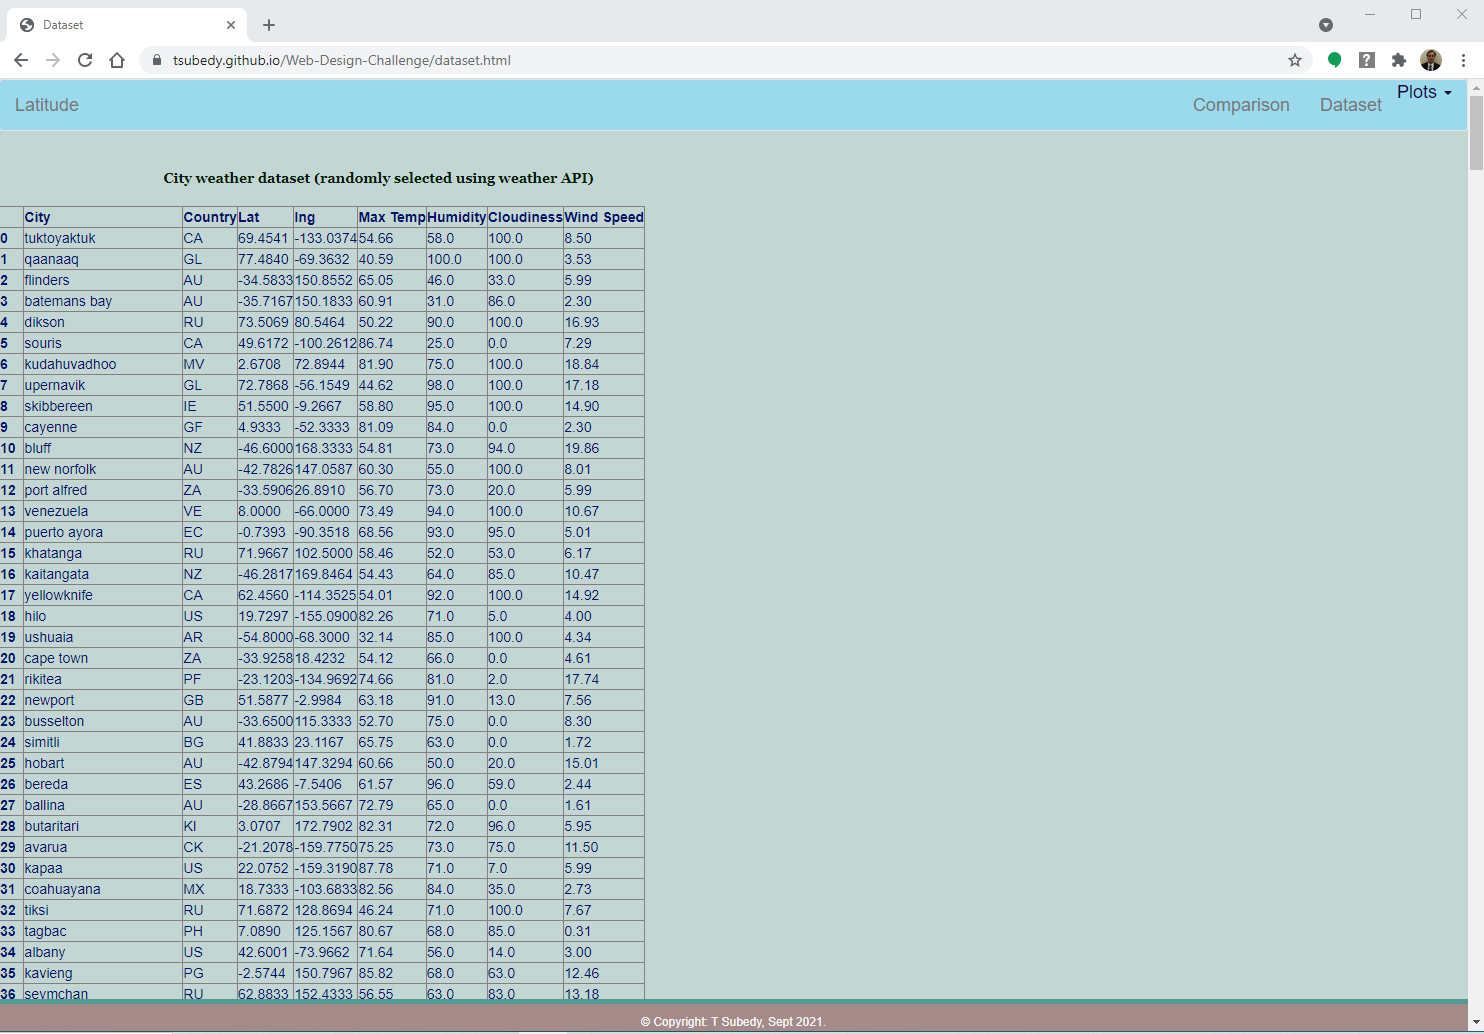 Dataset
tsubedy.github.io/Web-Design-Challenge/dataset.html
Latitude Comparison Dataset Plots
City weather dataset (randomly selected using weather API)
City Country Lat lng Max Temp Humidity Cloudiness Wind Speed
0 tuktoyaktuk CA 69.4541 -133.0374 54.66 58.0 100.0 8.50
1 qaanaaq GL 77.4840 -69.3632 40.59 100.0 100.0 3.53
2 flinders AU -34.5833 150.8552 65.05 46.0 33.0 5.99
3 batemans bay AU -35.7167 150.1833 60.91 31.0 86.0 2.30
4 dikson RU 73.5069 80.5464 50.22 90.0 100.0 16.93
5 souris CA 49.6172 -100.2612 86.74 25.0 0.0 7.29
6 kudahuvadhoo MV 2.6708 72.8944 81.90 75.0 100.0 18.84
7 upernavik GL 72.7868 -56.1549 44.62 98.0 100.0 17.18
8 skibbereen IE 51.5500 -9.2667 58.80 95.0 100.0 14.90
9 cayenne GF 4.9333 -52.3333 81.09 84.0 0.0 2.30
10 bluff NZ -46.6000 168.3333 54.81 73.0 94.0 19.86
11 new norfolk AU -42.7826 147.0587 60.30 55.0 100.0 8.01
12 port alfred ZA -33.5906 26.8910 56.70 73.0 20.0 5.99
13 venezuela VE 8.0000 -66.0000 73.49 94.0 100.0 10.67
14 puerto ayora EC -0.7393 -90.3518 68.56 93.0 95.0 5.01
15 khatanga RU 71.9667 102.5000 58.46 52.0 53.0 6.17
16 kaitangata NZ -46.2817 169.8464 54.43 64.0 85.0 10.47
17 yellowknife CA 62.4560 -114.3525 54.01 92.0 100.0 14.92
18 hilo US 19.7297 -155.0900 82.26 71.0 5.0 4.00
19 ushuaia AR -54.8000 -68.3000 32.14 85.0 100.0 4.34
20 cape town ZA -33.9258 18.4232 54.12 66.0 0.0 4.61
21 rikitea PF -23.1203 -134.9692 74.66 81.0 2.0 17.74
22 newport GB 51.5877 -2.9984 63.18 91.0 13.0 7.56
23 busselton AU -33.6500 115.3333 52.70 75.0 0.0 8.30
24 simitli BG 41.8833 23.1167 65.75 63.0 0.0 1.72
25 hobart AU -42.8794 147.3294 60.66 50.0 20.0 15.01
26 bereda ES 43.2686 -7.5406 61.57 96.0 59.0 2.44
27 ballina AU -28.8667 153.5667 72.79 65.0 0.0 1.61
28 butaritari KI 3.0707 172.7902 82.31 72.0 96.0 5.95
29 avarua CK -21.2078 -159.7750 75.25 73.0 75.0 11.50
30 kapaa US 22.0752 -159.3190 87.78 71.0 7.0 5.99
31 coahuayana MX 18.7333 -103.6833 82.56 84.0 35.0 2.73
32 tiksi RU 71.6872 128.8694 46.24 71.0 100.0 7.67
33 tagbac PH 7.0890 125.1567 80.67 68.0 85.0 0.31
34 albany US 42.6001 -73.9662 71.64 56.0 14.0 3.00
35 kavieng PG -2.5744 150.7967 85.82 68.0 63.0 12.46
36 seymchan RU 62.8833 152.4333 56.55 63.0 83.0 13.18
© Copyright: T Subedy, Sept 2021.